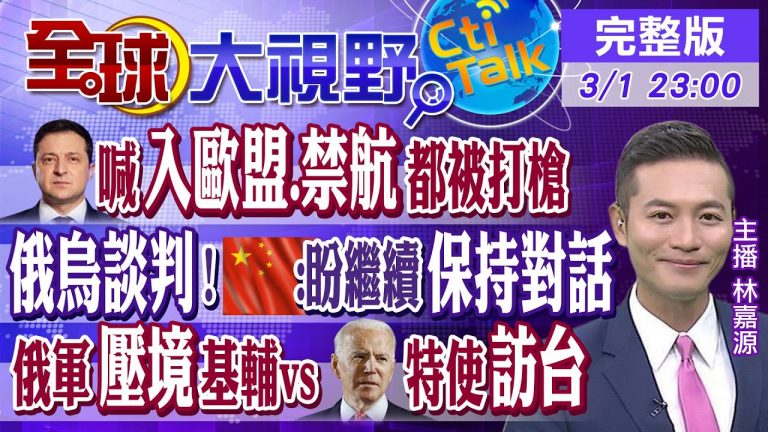 全球大視野
Cti Talk
完整版
3/1 23:00
喊入歐盟.禁航都被打槍
俄烏談判!:盼繼續保持對話
俄軍壓境基輔vs特使訪台
主播 林嘉源